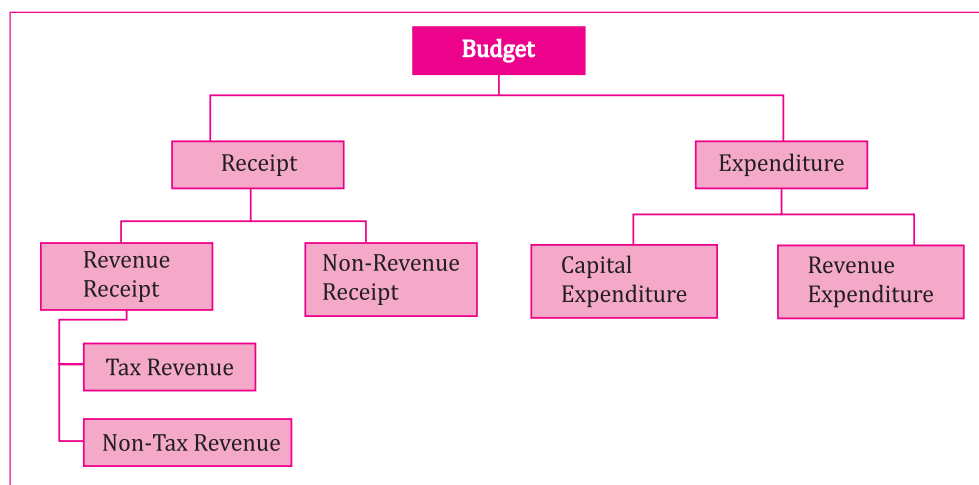 Budget
Receipt
Expenditure
Revenue
Receipt
Non-Revenue
Receipt
Capital
Expenditure
Revenue
Expenditure
Tax Revenue
Non-Tax Revenue